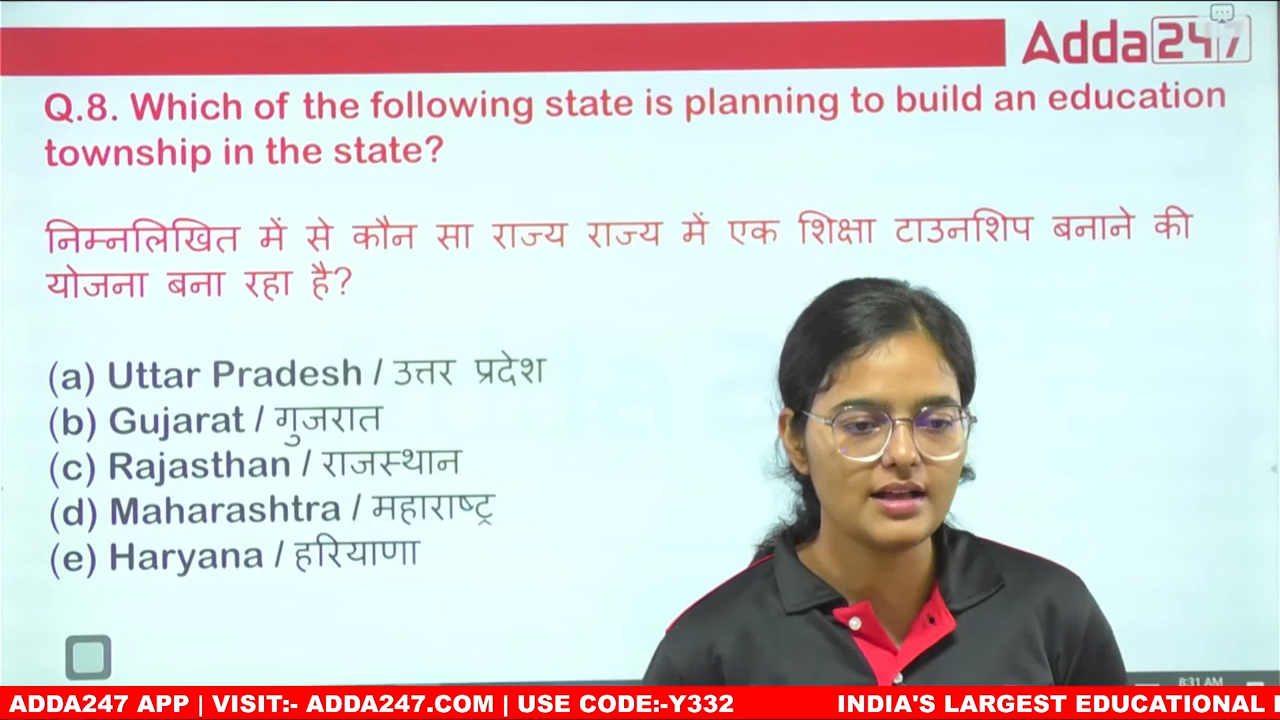 Adda247
Q.8. Which of the following state is planning to build an education
township in the state?
निम्नलिखित में से कौन सा राज्य राज्य में एक शिक्षा टाउनशिप बनाने की
योजना बना रहा है?
(a) Uttar Pradesh / उत्तर प्रदेश
(b) Gujarat / गुजरात
(c) Rajasthan / राजस्थान
(d) Maharashtra / महाराष्ट्र
(e) Haryana / हरियाणा
8:31 AM
ADDA247 APP | VISIT:- ADDA247.COM | USE CODE:-Y332 INDIA'S LARGEST EDUCATIONAL